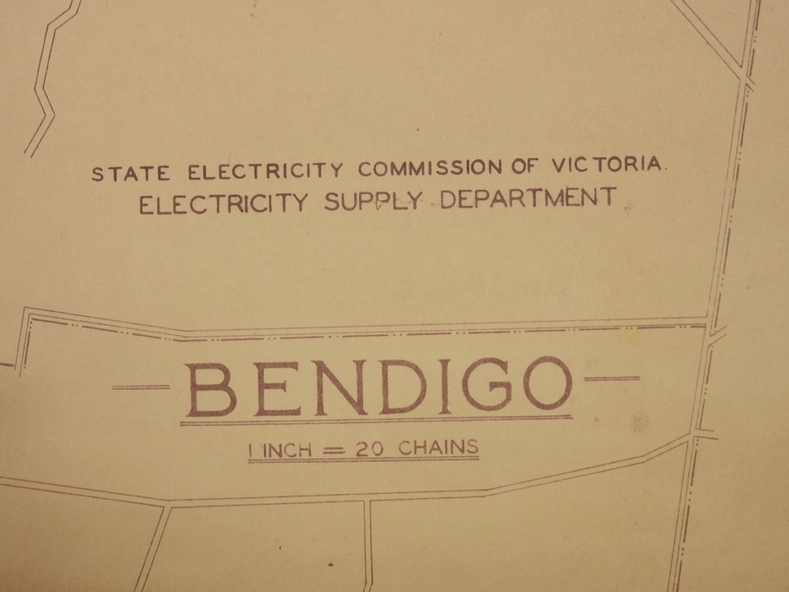 STATE ELECTRICITY COMMISSION OF VICTORIA.
ELECTRICITY SUPPLY DEPARTMENT
— BENDIGO —
1 INCH = 20 CHAINS